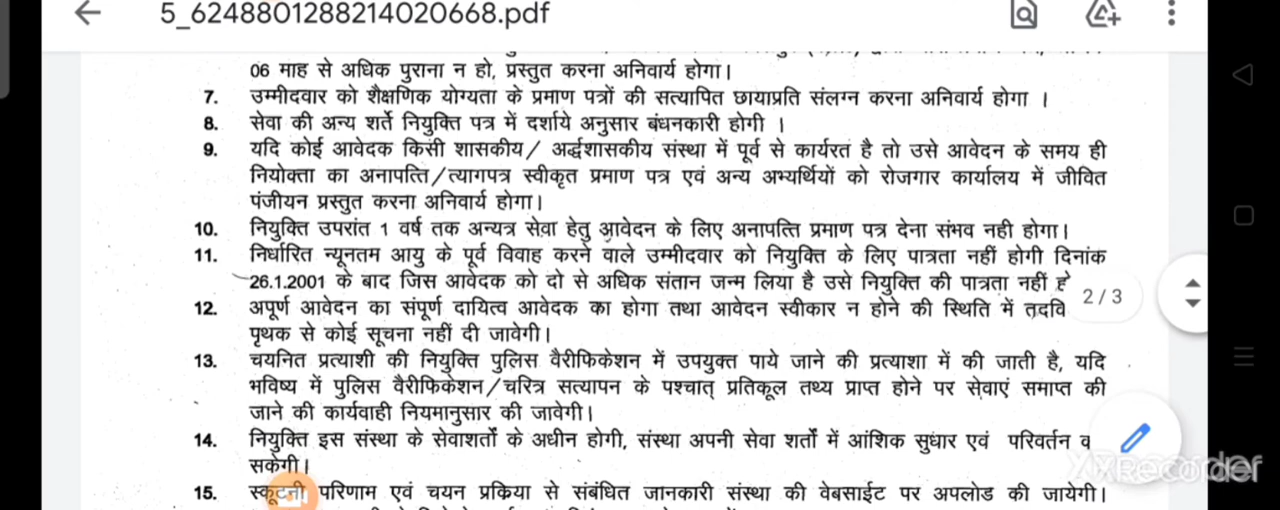 5_6248801288214020668.pdf
06 माह से अधिक पुराना न हो, प्रस्तुत करना अनिवार्य होगा।
7. उम्मीदवार को शैक्षणिक योग्यता के प्रमाण पत्रों की सत्यापित छायाप्रति संलग्न करना अनिवार्य होगा ।
8. सेवा की अन्य शर्ते नियुक्ति पत्र में दर्शाये अनुसार बंधनकारी होगी ।
9. यदि कोई आवेदक किसी शासकीय/ अर्द्धशासकीय संस्था में पूर्व से कार्यरत है तो उसे आवेदन के समय ही
नियोक्ता का अनापत्ति/त्यागपत्र स्वीकृत प्रमाण पत्र एवं अन्य अभ्यर्थियों को रोजगार कार्यालय में जीवित
पंजीयन प्रस्तुत करना अनिवार्य होगा।
10. नियुक्ति उपरांत 1 वर्ष तक अन्यत्र सेवा हेतु आवेदन के लिए अनापत्ति प्रमाण पत्र देना संभव नही होगा।
11. निर्धारित न्यूनतम आयु के पूर्व विवाह करने वाले उम्मीदवार को नियुक्ति के लिए पात्रता नहीं होगी दिनांक
26.1.2001 के बाद जिस आवेदक को दो से अधिक संतान जन्म लिया है उसे नियुक्ति की पात्रता नहीं
2 / 3
12. अपूर्ण आवेदन का संपूर्ण दायित्व आवेदक का होगा तथा आवेदन स्वीकार न होने की स्थिति में तदवि
पृथक से कोई सूचना नहीं दी जावेगी।
13. चयनित प्रत्याशी की नियुक्ति पुलिस वैरीफिकेशन में उपयुक्त पाये जाने की प्रत्याशा में की जाती है, यदि
भविष्य में पुलिस वैरीफिकेशन/चरित्र सत्यापन के पश्चात् प्रतिकूल तथ्य प्राप्त होने पर सेवाएं समाप्त की
जाने की कार्यवाही नियमानुसार की जावेगी।
14. नियुक्ति इस संस्था के सेवाशर्तो के अधीन होगी, संस्था अपनी सेवा शर्तों में आंशिक सुधार एवं परिवर्तन
सकेगी।
XRecorder
15. स्कूटनी परिणाम एवं चयन प्रकिया से संबंधित जानकारी संस्था की वेबसाईट पर अपलोड की जायेगी।